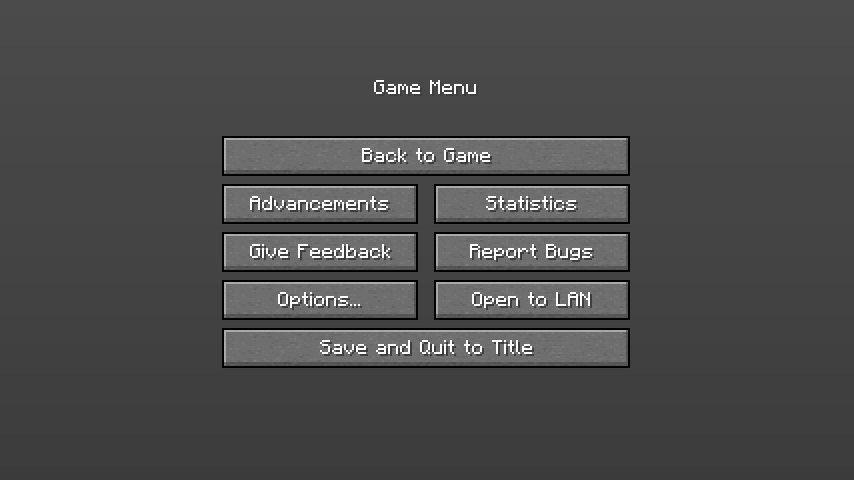 Game Menu
Back to Game
Advancements
Statistics
Give Feedback
Report Bugs
Options...
Open to LAN
Save and Quit to Title